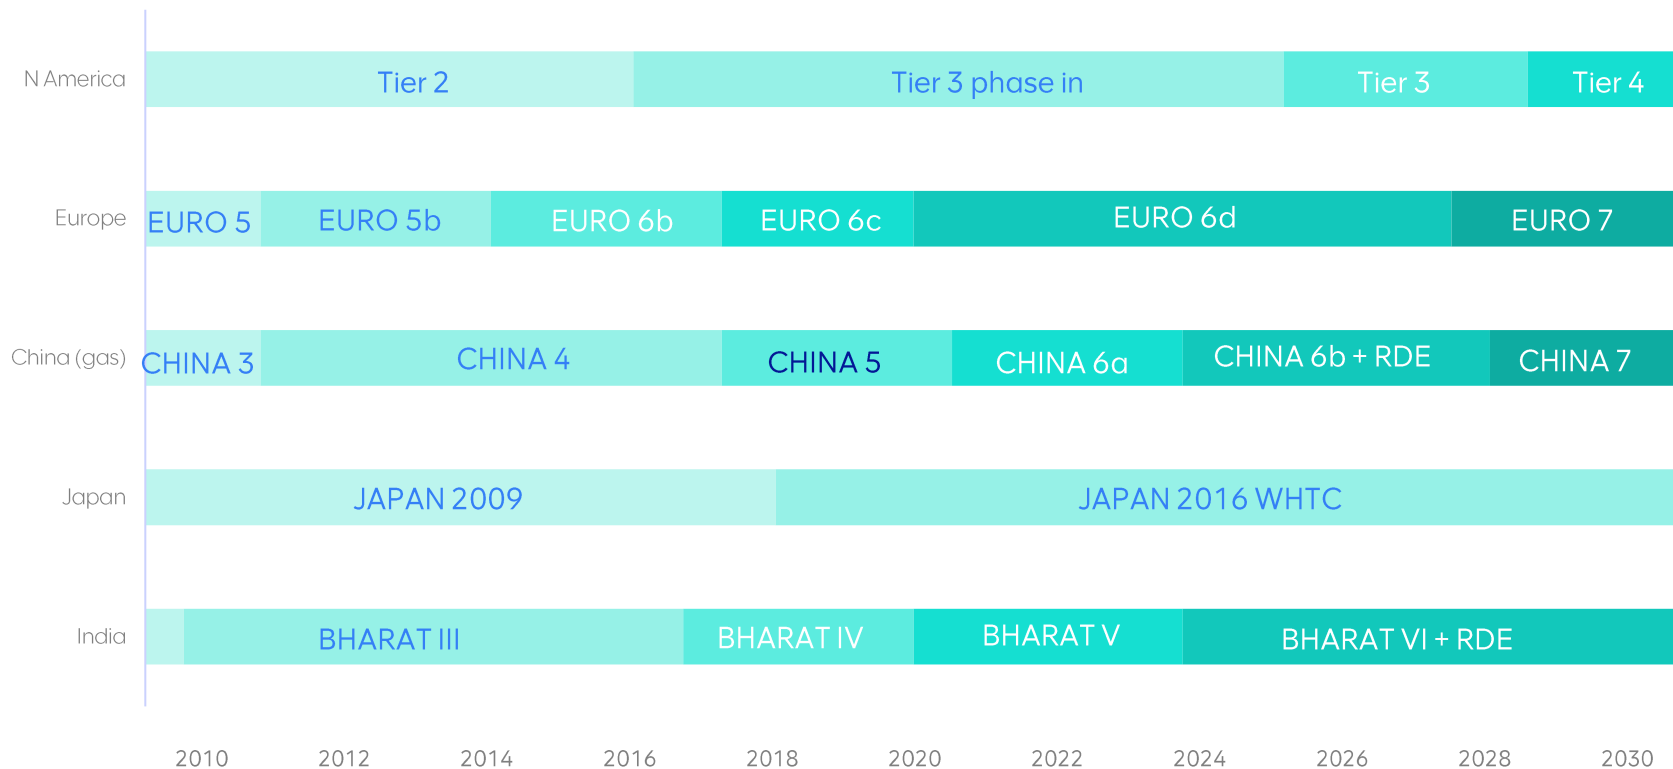 N America
Tier 2
Tier 3 phase in
Tier 3
Tier 4
Europe
EURO 5
EURO 5b
EURO 6b
EURO 6c
EURO 6d
EURO 7
China (gas)
CHINA 3
CHINA 4
CHINA 5
CHINA 6a
CHINA 6b + RDE
CHINA 7
Japan
JAPAN 2009
JAPAN 2016 WHTC
India
BHARAT III
BHARAT IV
BHARAT V
BHARAT VI + RDE
2010 2012 2014 2016 2018 2020 2022 2024 2026 2028 2030